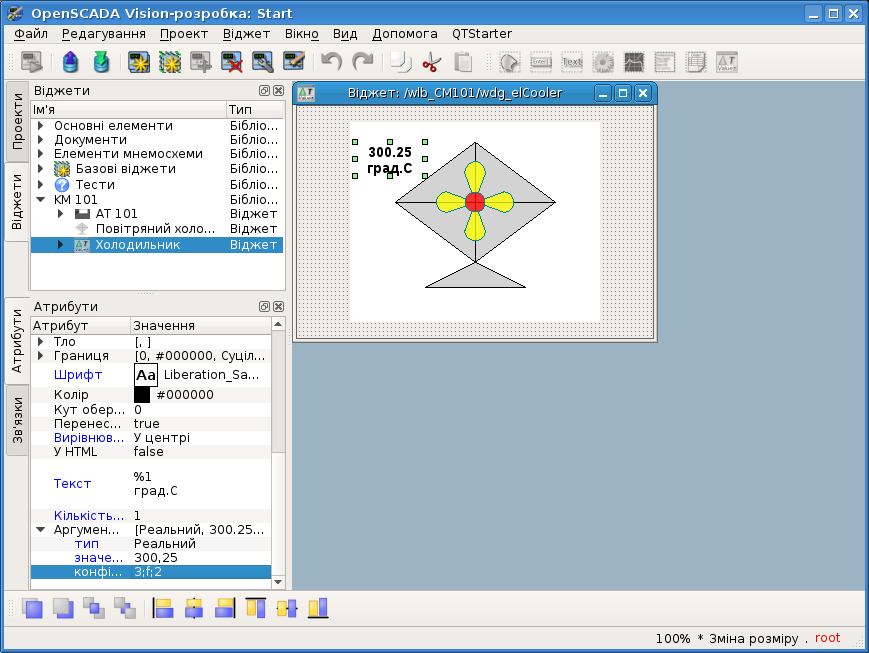 OpenSCADA Vision-розробка: Start
Файл Редагування Проект Віджет Вікно Вид Допомога QTStarter
Віджети
Ім'я Тип
Основні елементи Бібліо...
Документи Бібліо...
Елементи мнемосхеми Бібліо...
Базові віджети Бібліо...
Тести Бібліо...
КМ 101 Бібліо...
АТ 101 Віджет
Повітряний холо... Віджет
Холодильник Віджет
Проекти
Віджети
Атрибути
Зв'язки
Атрибути
Атрибут Значення
Тло [, ]
Границя [0, #000000, Суціл...
Шрифт Aa Liberation_Sa...
Колір #000000
Кут обер... 0
Перенес... true
Вирівнюв... У центрі
У HTML false
Текст %1
град.С
Кількість... 1
Аргумен... [Реальний, 300.25...
тип Реальний
значе... 300,25
конфі... 3;f;2
Віджет: /wlb_CM101/wdg_elCooler
300.25
град.С
100% * Зміна розміру . root